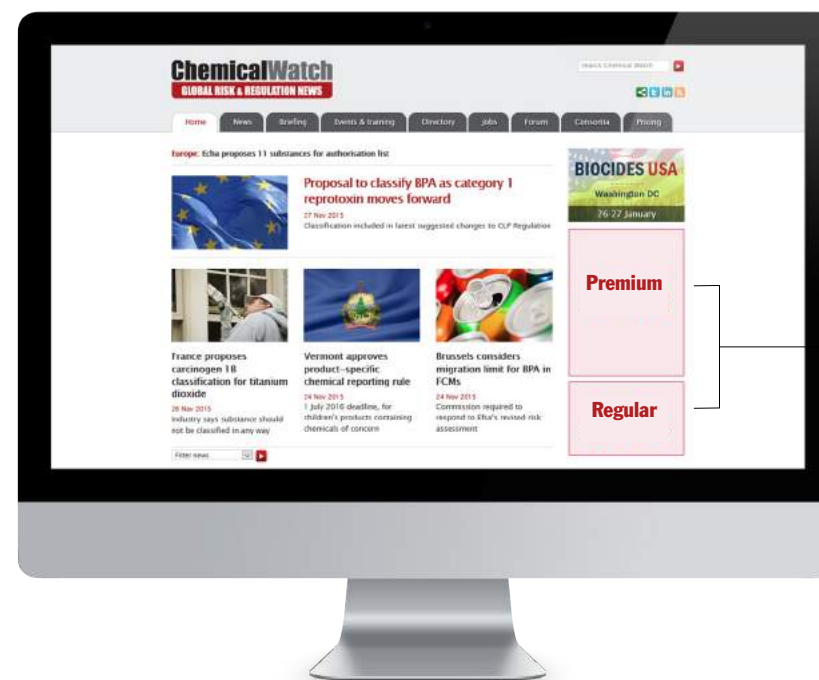 ChemicalWatch
GLOBAL RISK & REGULATION NEWS
Search Chemical Watch
Home News Briefing Events & training Directory Jobs Forum Consortia Pricing
Europe: Echa proposes 11 substances for authorisation list
Proposal to classify BPA as category 1
reprotoxin moves forward
27 Nov 2015
Classification included in latest suggested changes to CLP Regulation
BIOCIDES USA
Washington DC
26-27 January
Premium
Regular
France proposes
carcinogen 1B
classification for titanium
dioxide
26 Nov 2015
Industry says substance should
not be classified in any way
Vermont approves
product-specific
chemical reporting rule
24 Nov 2015
1 July 2016 deadline, for
children's products containing
chemicals of concern
Brussels considers
migration limit for BPA in
FCMs
24 Nov 2015
Commission required to
respond to Efsa's revised risk
assessment
Filter news